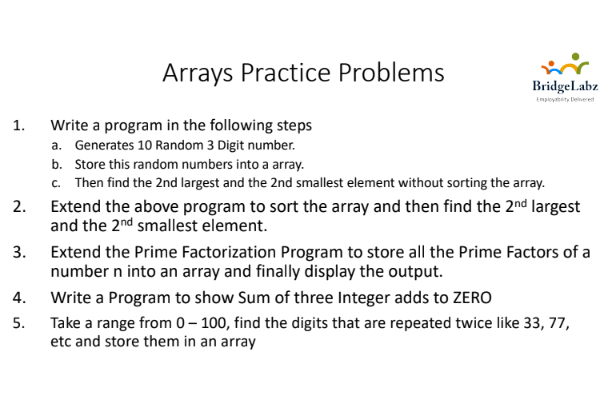 Arrays Practice Problems
BridgeLabz
Employability Delivered
1. Write a program in the following steps
a. Generates 10 Random 3 Digit number.
b. Store this random numbers into a array.
c. Then find the 2nd largest and the 2nd smallest element without sorting the array.
2. Extend the above program to sort the array and then find the 2nd largest
and the 2nd smallest element.
3. Extend the Prime Factorization Program to store all the Prime Factors of a
number n into an array and finally display the output.
4. Write a Program to show Sum of three Integer adds to ZERO
5. Take a range from 0 – 100, find the digits that are repeated twice like 33, 77,
etc and store them in an array